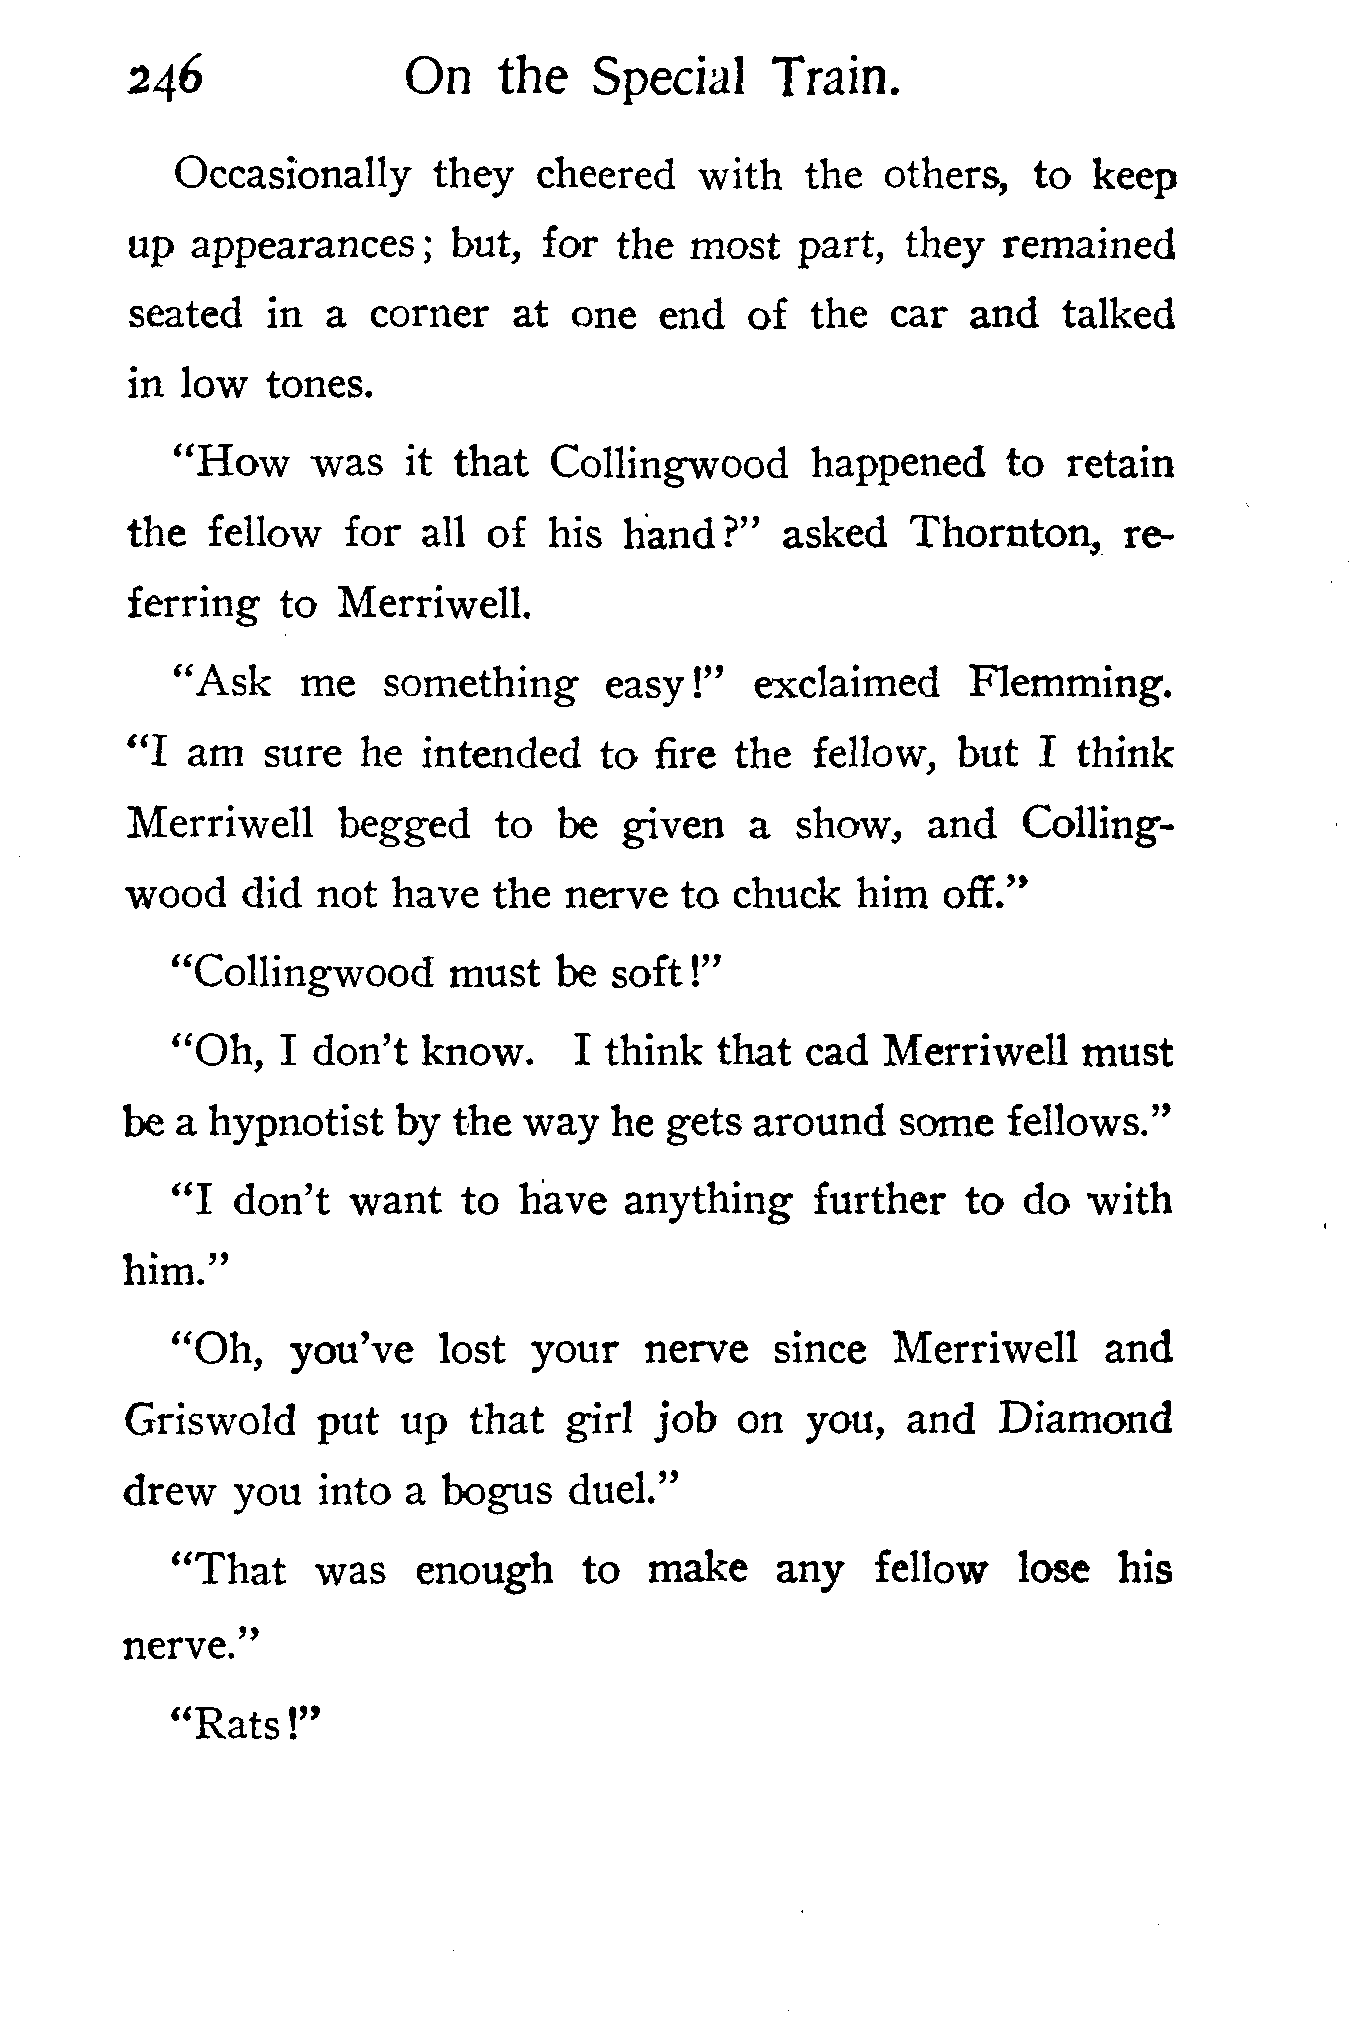 246 On the Special Train.
Occasionally they cheered with the others, to keep
up appearances; but, for the most part, they remained
seated in a corner at one end of the car and talked
in low tones.
"How was it that Collingwood happened to retain
the fellow for all of his hand?" asked Thornton, re-
ferring to Merriwell.
"Ask me something easy!" exclaimed Flemming.
"I am sure he intended to fire the fellow, but I think
Merriwell begged to be given a show, and Colling-
wood did not have the nerve to chuck him off."
"Collingwood must be soft!"
"Oh, I don't know. I think that cad Merriwell must
be a hypnotist by the way he gets around some fellows."
"I don't want to have anything further to do with
him."
"Oh, you've lost your nerve since Merriwell and
Griswold put up that girl job on you, and Diamond
drew you into a bogus duel."
"That was enough to make any fellow lose his
nerve."
"Rats!"